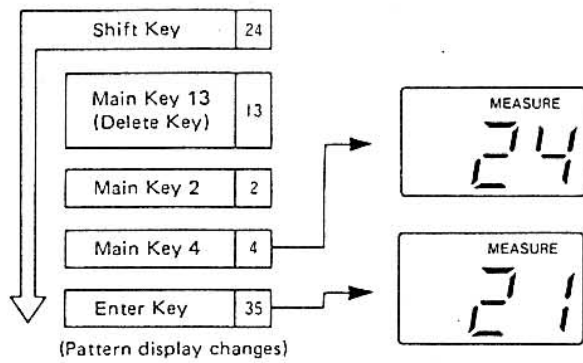 Shift Key 24
Main Key 13
(Delete Key)
13
Main Key 2 2
Main Key 4 4
Enter Key 35
(Pattern display changes)
MEASURE
24
MEASURE
21